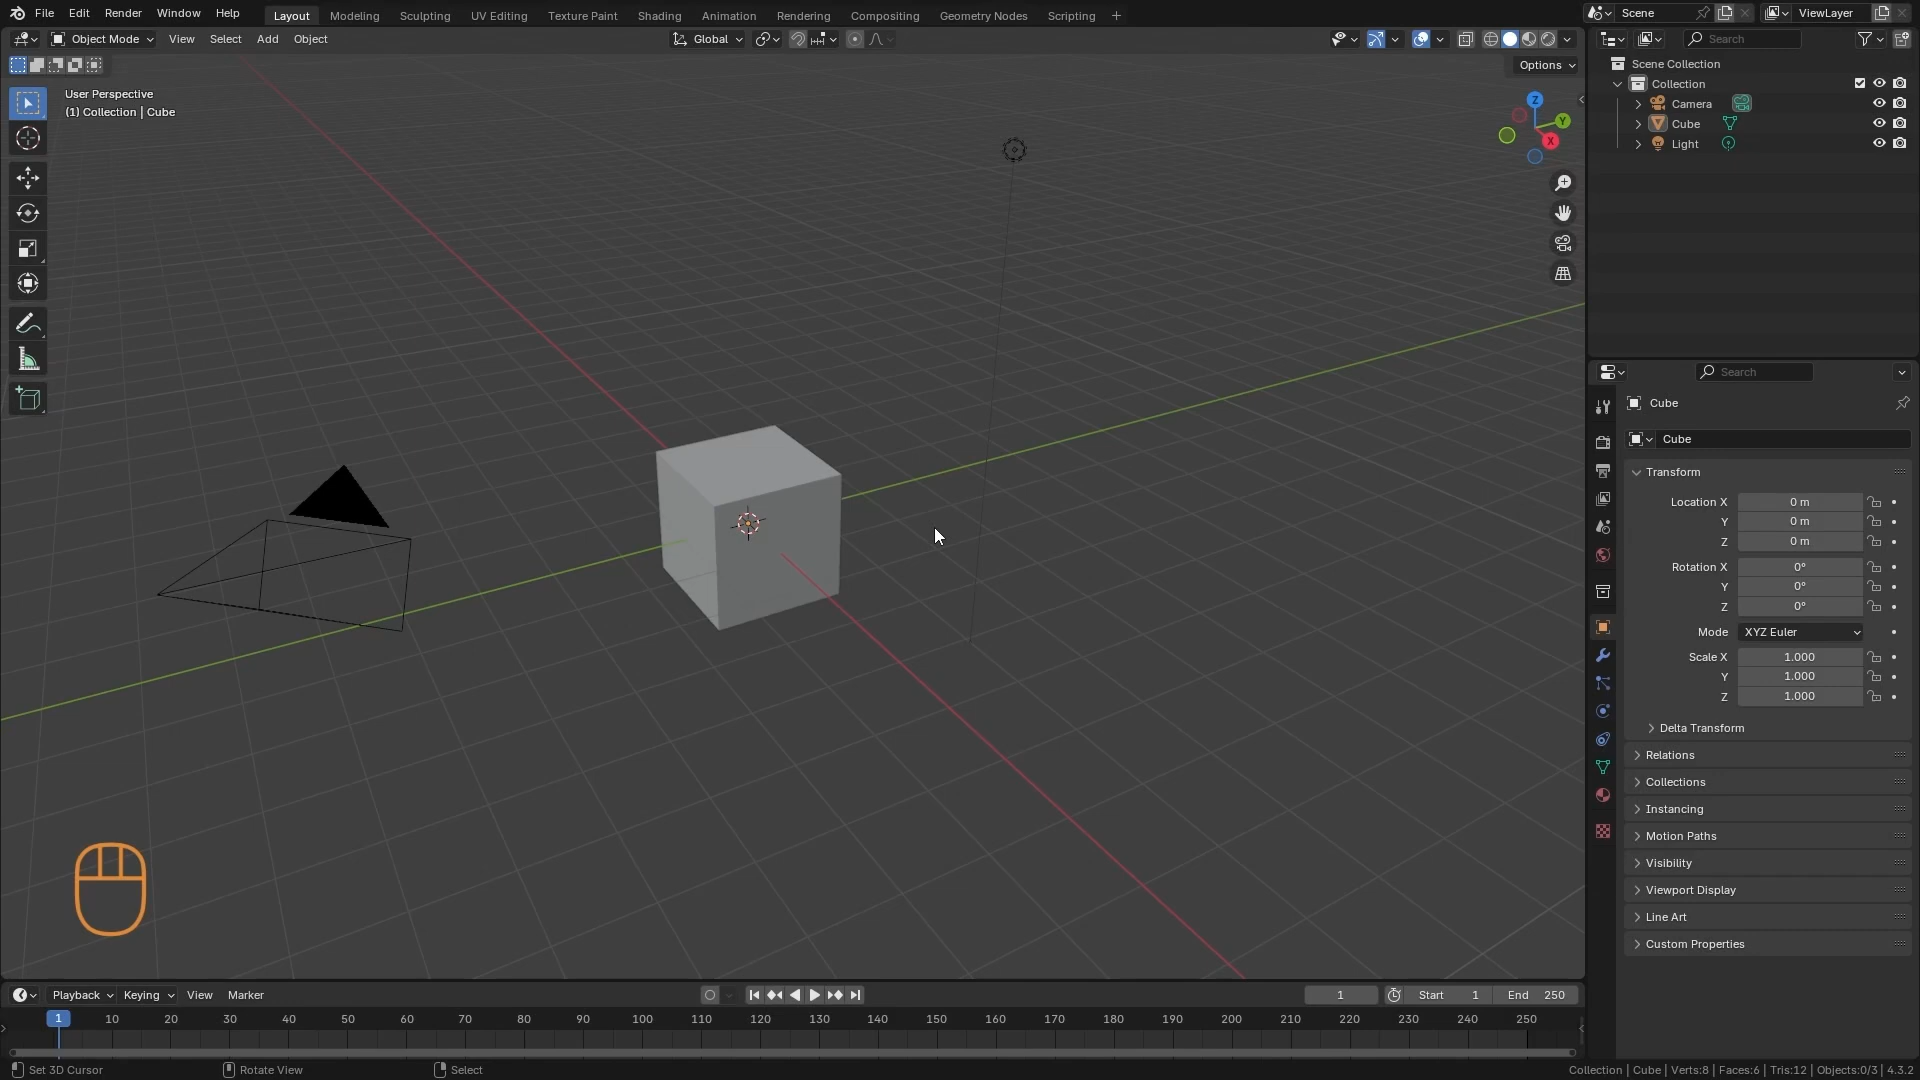 File Edit Render Window Help Layout Modeling Sculpting UV Editing Texture Paint Shading Animation Rendering Compositing Geometry Nodes Scripting + Scene ViewLayer
Object Mode View Select Add Object Global Search
Options
User Perspective
(1) Collection | Cube
Z
Y
X
Scene Collection
Collection
Camera
Cube
Light
Search
Cube
Cube
Transform
Location X 0 m
Y 0 m
Z 0 m
Rotation X 0°
Y 0°
Z 0°
Mode XYZ Euler
Scale X 1.000
Y 1.000
Z 1.000
Delta Transform
Relations
Collections
Instancing
Motion Paths
Visibility
Viewport Display
Line Art
Custom Properties
Playback Keying View Marker 1 Start 1 End 250
1 10 20 30 40 50 60 70 80 90 100 110 120 130 140 150 160 170 180 190 200 210 220 230 240 250
Set 3D Cursor Rotate View Select Collection | Cube | Verts:8 | Faces:6 | Tris:12 | Objects:0/3 | 4.3.2